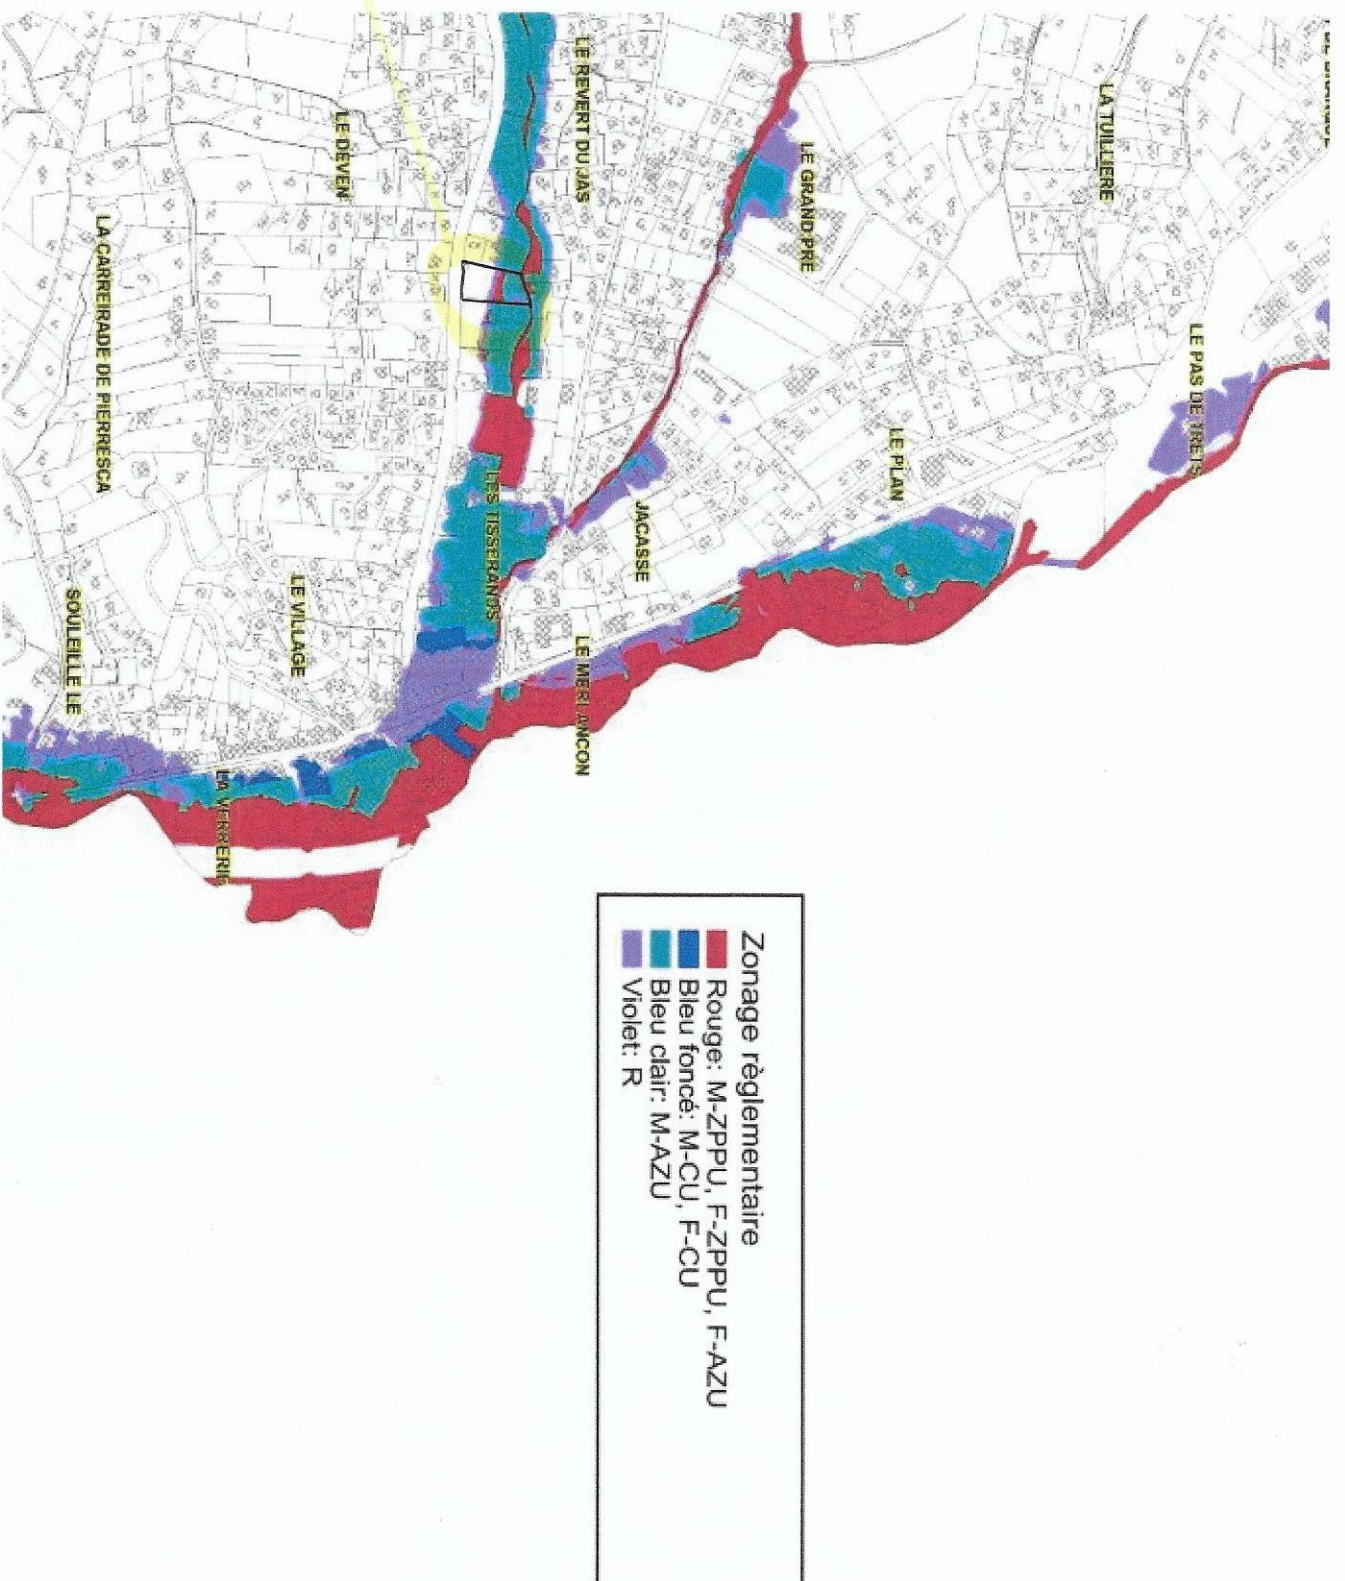 LA TUILLERE
LE PAS DE TRETS
LE GRAND PRE
LE PLAN
LE REVERT DU JAS
JACASSE
LE MERLANCON
LES TISSERANDS
LE DEVEN
LE VILLAGE
LA VERRERIE
LA CARREIRADE DE PIERRESCA
SOULEILLE LE
Zonage règlementaire
Rouge: M-ZPPU, F-ZPPU, F-AZU
Bleu foncé: M-CU, F-CU
Bleu clair: M-AZU
Violet: R